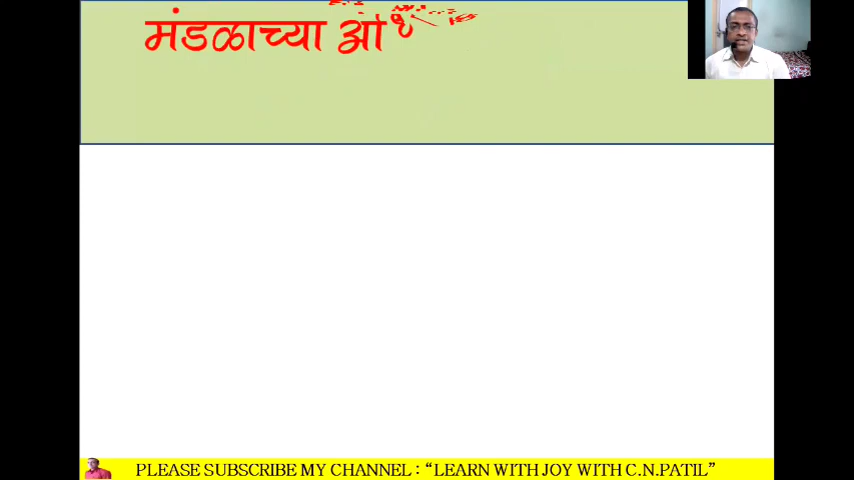 मंडळाच्या
PLEASE SUBSCRIBE MY CHANNEL : “LEARN WITH JOY WITH C.N.PATIL”